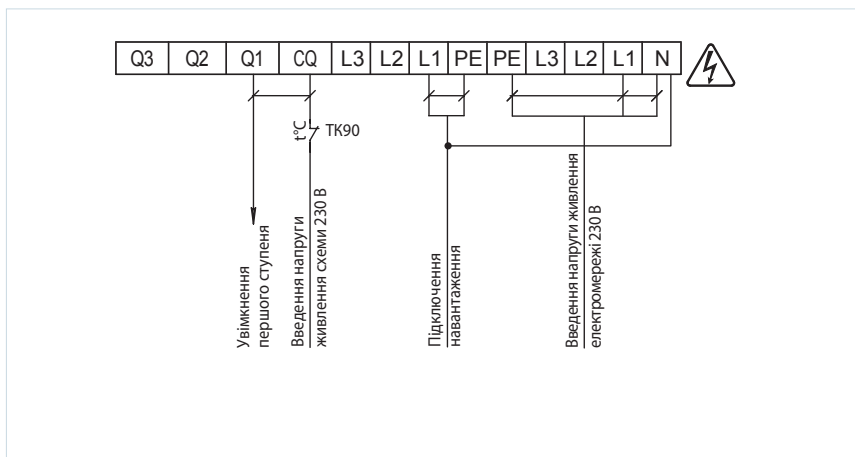 Q3 Q2 Q1 CQ L3 L2 L1 PE PE L3 L2 L1 N
t°C
TK90
Увімкнення
першого ступеня
Введення напруги
живлення схеми 230 В
Підключення
навантаження
Введення напруги живлення
електромережі 230 В